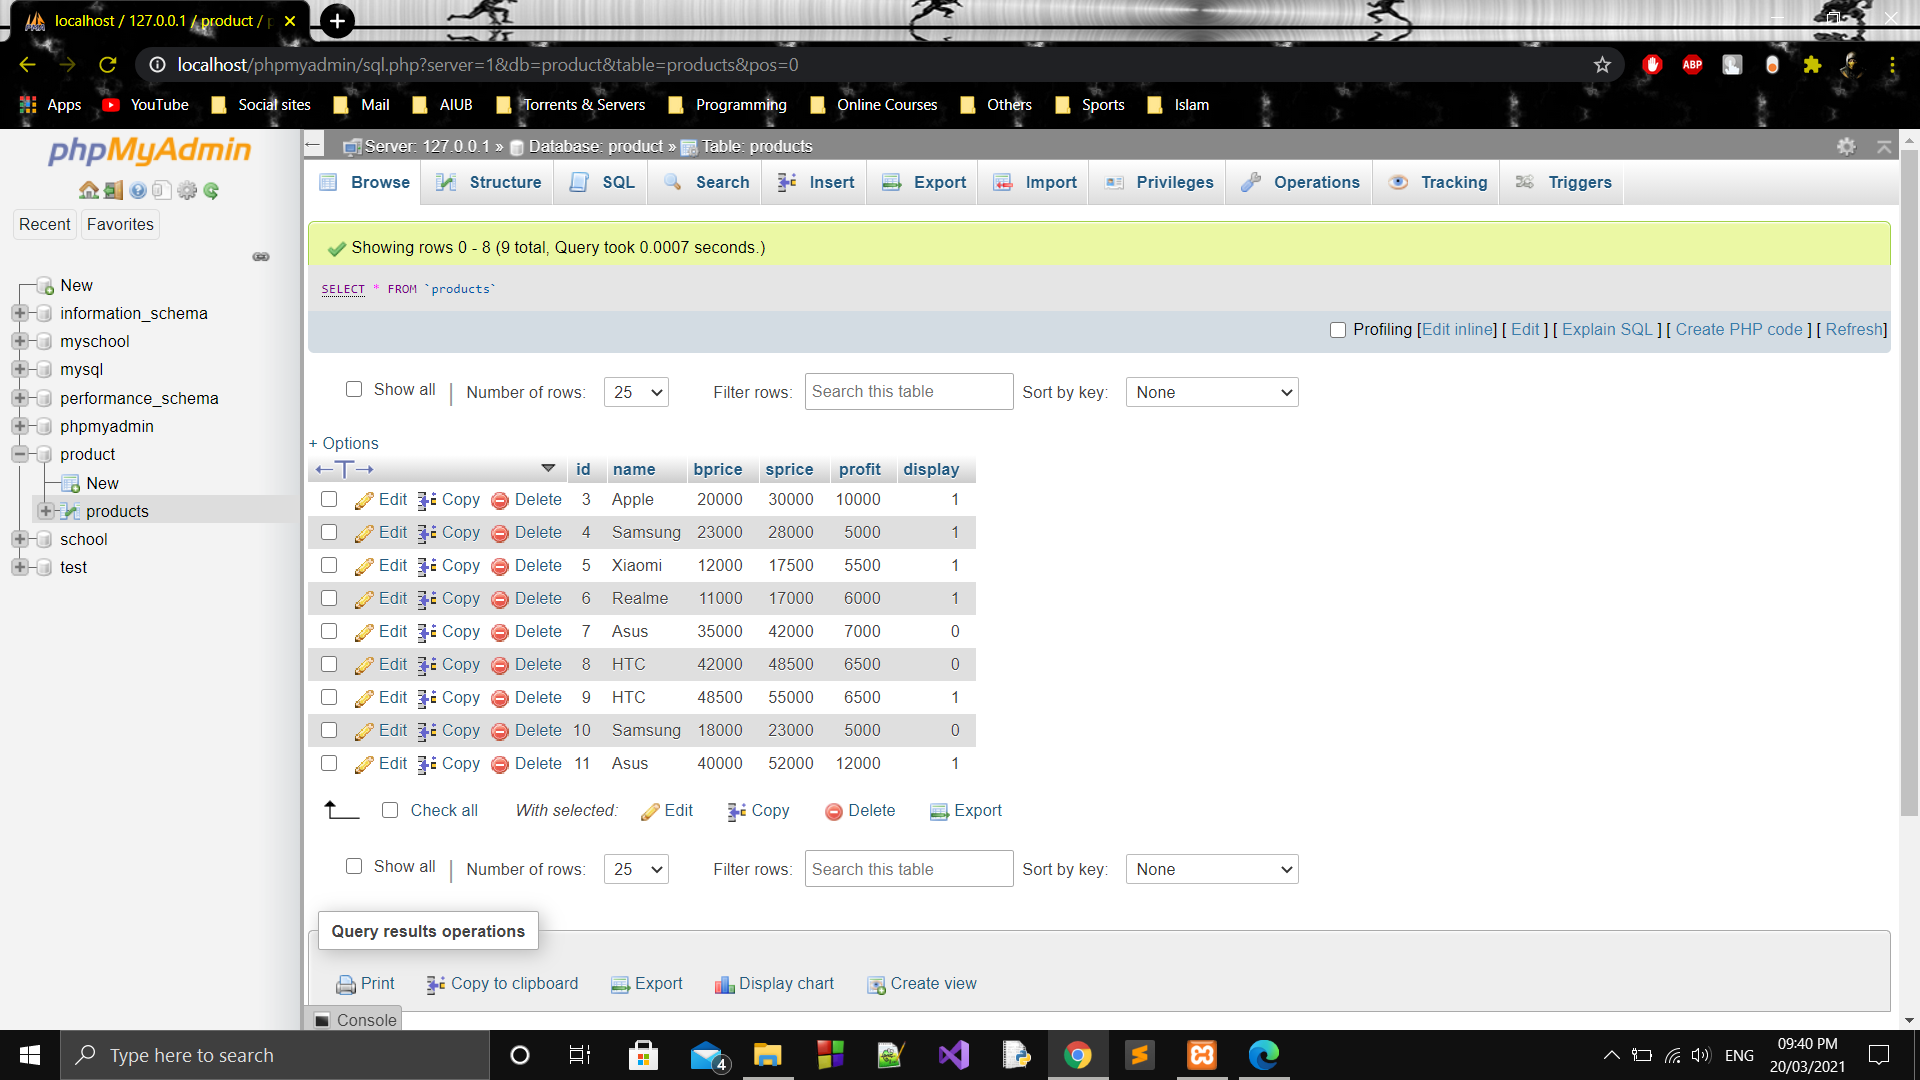 localhost / 127.0.0.1 / product / p
localhost/phpmyadmin/sql.php?server=1&db=product&table=products&pos=0
ABP
Apps YouTube Social sites Mail AIUB Torrents & Servers Programming Online Courses Others Sports Islam
phpMyAdmin
Recent Favorites
New
information_schema
myschool
mysql
performance_schema
phpmyadmin
product
New
products
school
test
Server: 127.0.0.1 » Database: product » Table: products
Browse Structure SQL Search Insert Export Import Privileges Operations Tracking Triggers
Showing rows 0 - 8 (9 total, Query took 0.0007 seconds.)
SELECT * FROM `products`
Profiling [Edit inline] [ Edit ] [ Explain SQL ] [ Create PHP code ] [ Refresh]
Show all | Number of rows: 25 Filter rows: Search this table Sort by key: None
+ Options
←T→ id name bprice sprice profit display
Edit Copy Delete 3 Apple 20000 30000 10000 1
Edit Copy Delete 4 Samsung 23000 28000 5000 1
Edit Copy Delete 5 Xiaomi 12000 17500 5500 1
Edit Copy Delete 6 Realme 11000 17000 6000 1
Edit Copy Delete 7 Asus 35000 42000 7000 0
Edit Copy Delete 8 HTC 42000 48500 6500 0
Edit Copy Delete 9 HTC 48500 55000 6500 1
Edit Copy Delete 10 Samsung 18000 23000 5000 0
Edit Copy Delete 11 Asus 40000 52000 12000 1
Check all With selected: Edit Copy Delete Export
Show all | Number of rows: 25 Filter rows: Search this table Sort by key: None
Query results operations
Print Copy to clipboard Export Display chart Create view
Console
Type here to search
4
ENG
09:40 PM
20/03/2021